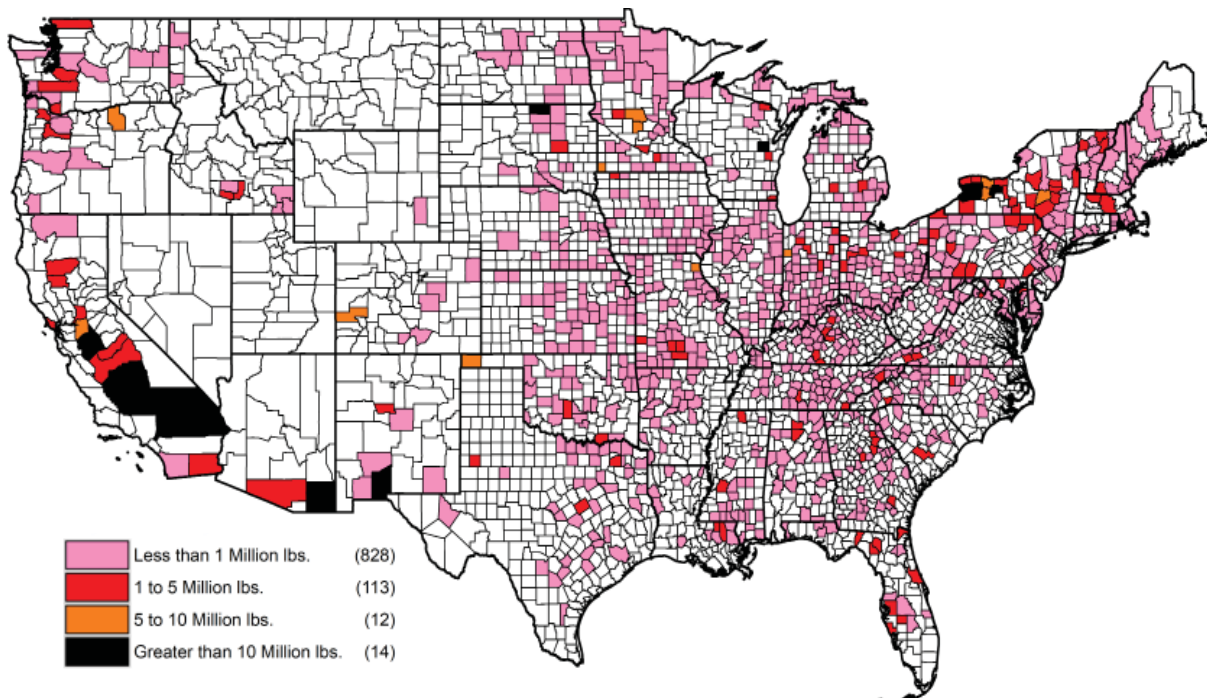 Less than 1 Million lbs. (828)
1 to 5 Million lbs. (113)
5 to 10 Million lbs. (12)
Greater than 10 Million lbs. (14)